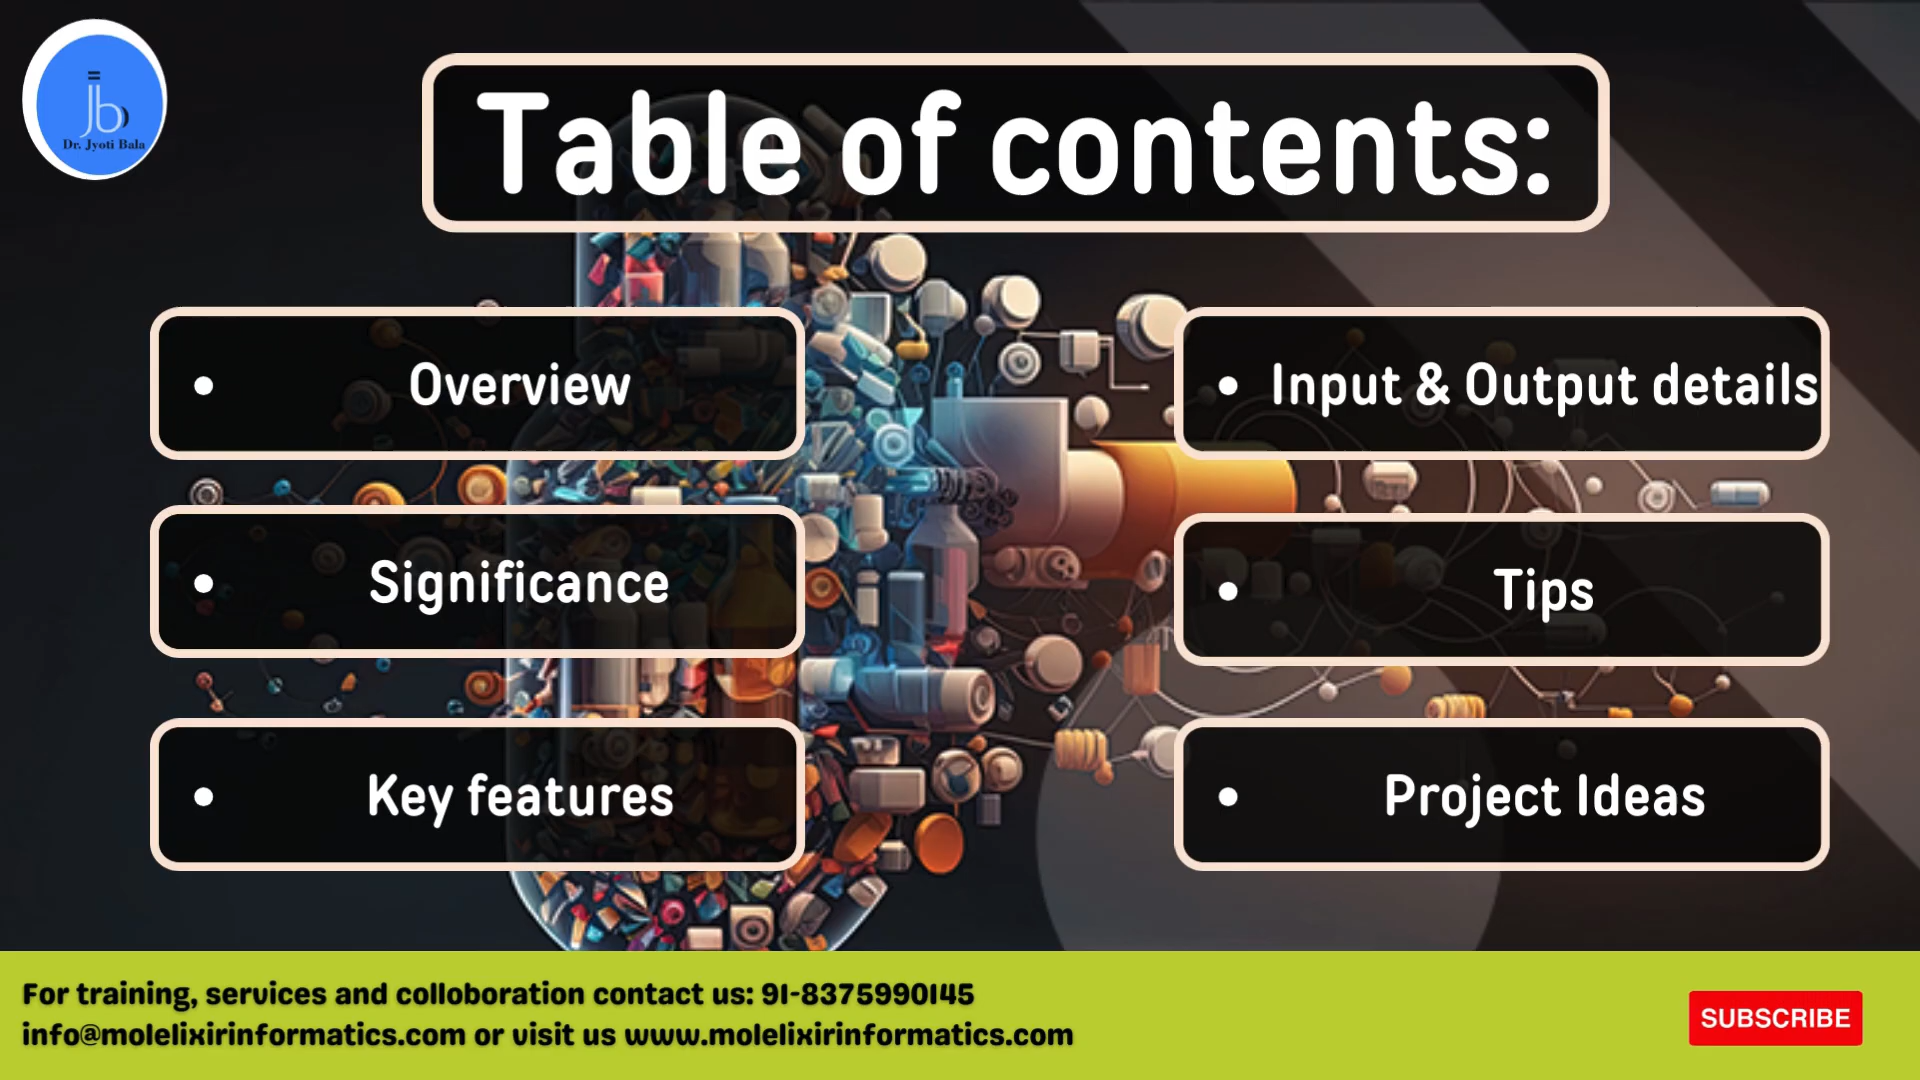 jb
Dr. Jyoti Bala
Table of contents:
• Overview
• Significance
• Key features
• Input & Output details
• Tips
• Project Ideas
For training, services and colloboration contact us: 91-8375990145
info@molelixirinformatics.com or visit us www.molelixirinformatics.com
SUBSCRIBE